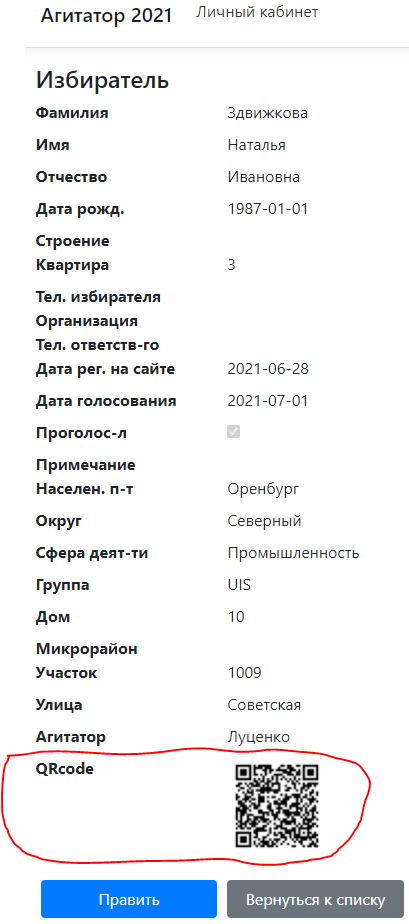 Агитатор 2021 Личный кабинет
Избиратель
Фамилия Здвижкова
Имя Наталья
Отчество Ивановна
Дата рожд. 1987-01-01
Строение
Квартира 3
Тел. избирателя
Организация
Тел. ответств-го
Дата рег. на сайте 2021-06-28
Дата голосования 2021-07-01
Проголос-л
Примечание
Населен. п-т Оренбург
Округ Северный
Сфера деят-ти Промышленность
Группа UIS
Дом 10
Микрорайон
Участок 1009
Улица Советская
Агитатор Луценко
QRcode
Править Вернуться к списку